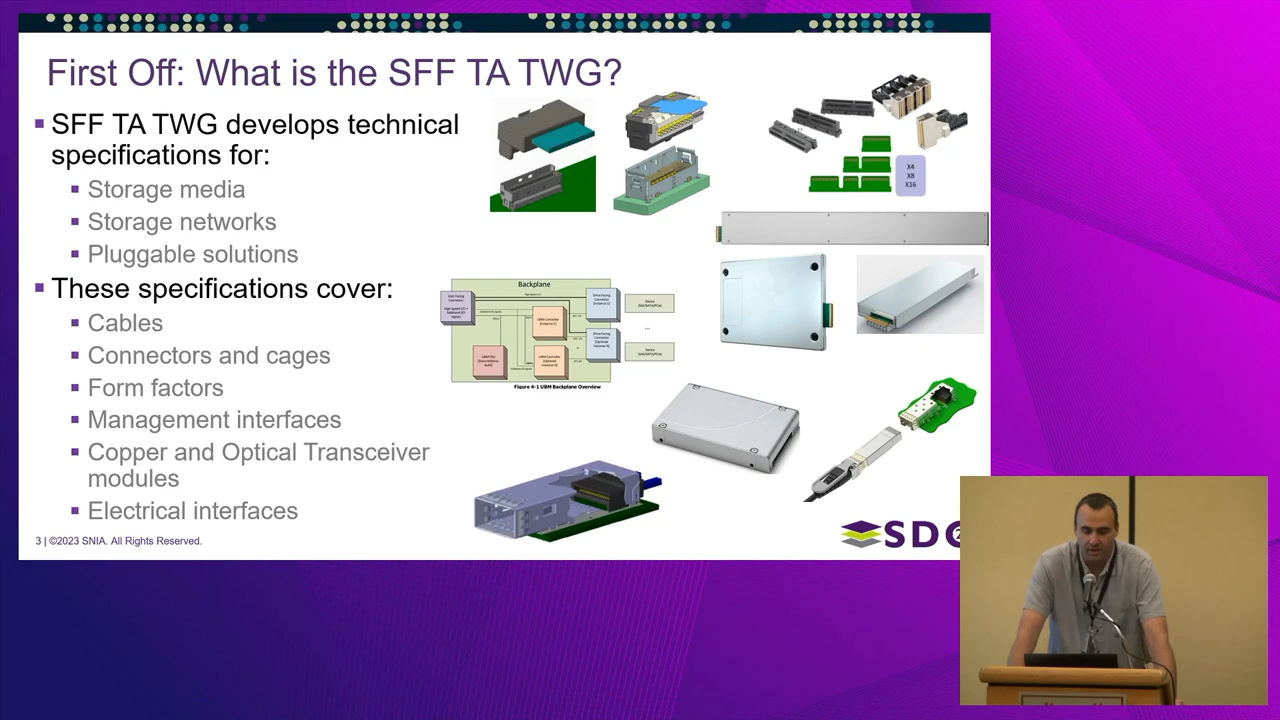 First Off: What is the SFF TA TWG?
SFF TA TWG develops technical
specifications for:
Storage media
Storage networks
Pluggable solutions
These specifications cover:
Cables
Connectors and cages
Form factors
Management interfaces
Copper and Optical Transceiver
modules
Electrical interfaces
X4
X8
X16
Backplane
Figure 4-1 UBM Backplane Overview
3 | ©2023 SNIA. All Rights Reserved.
SDC